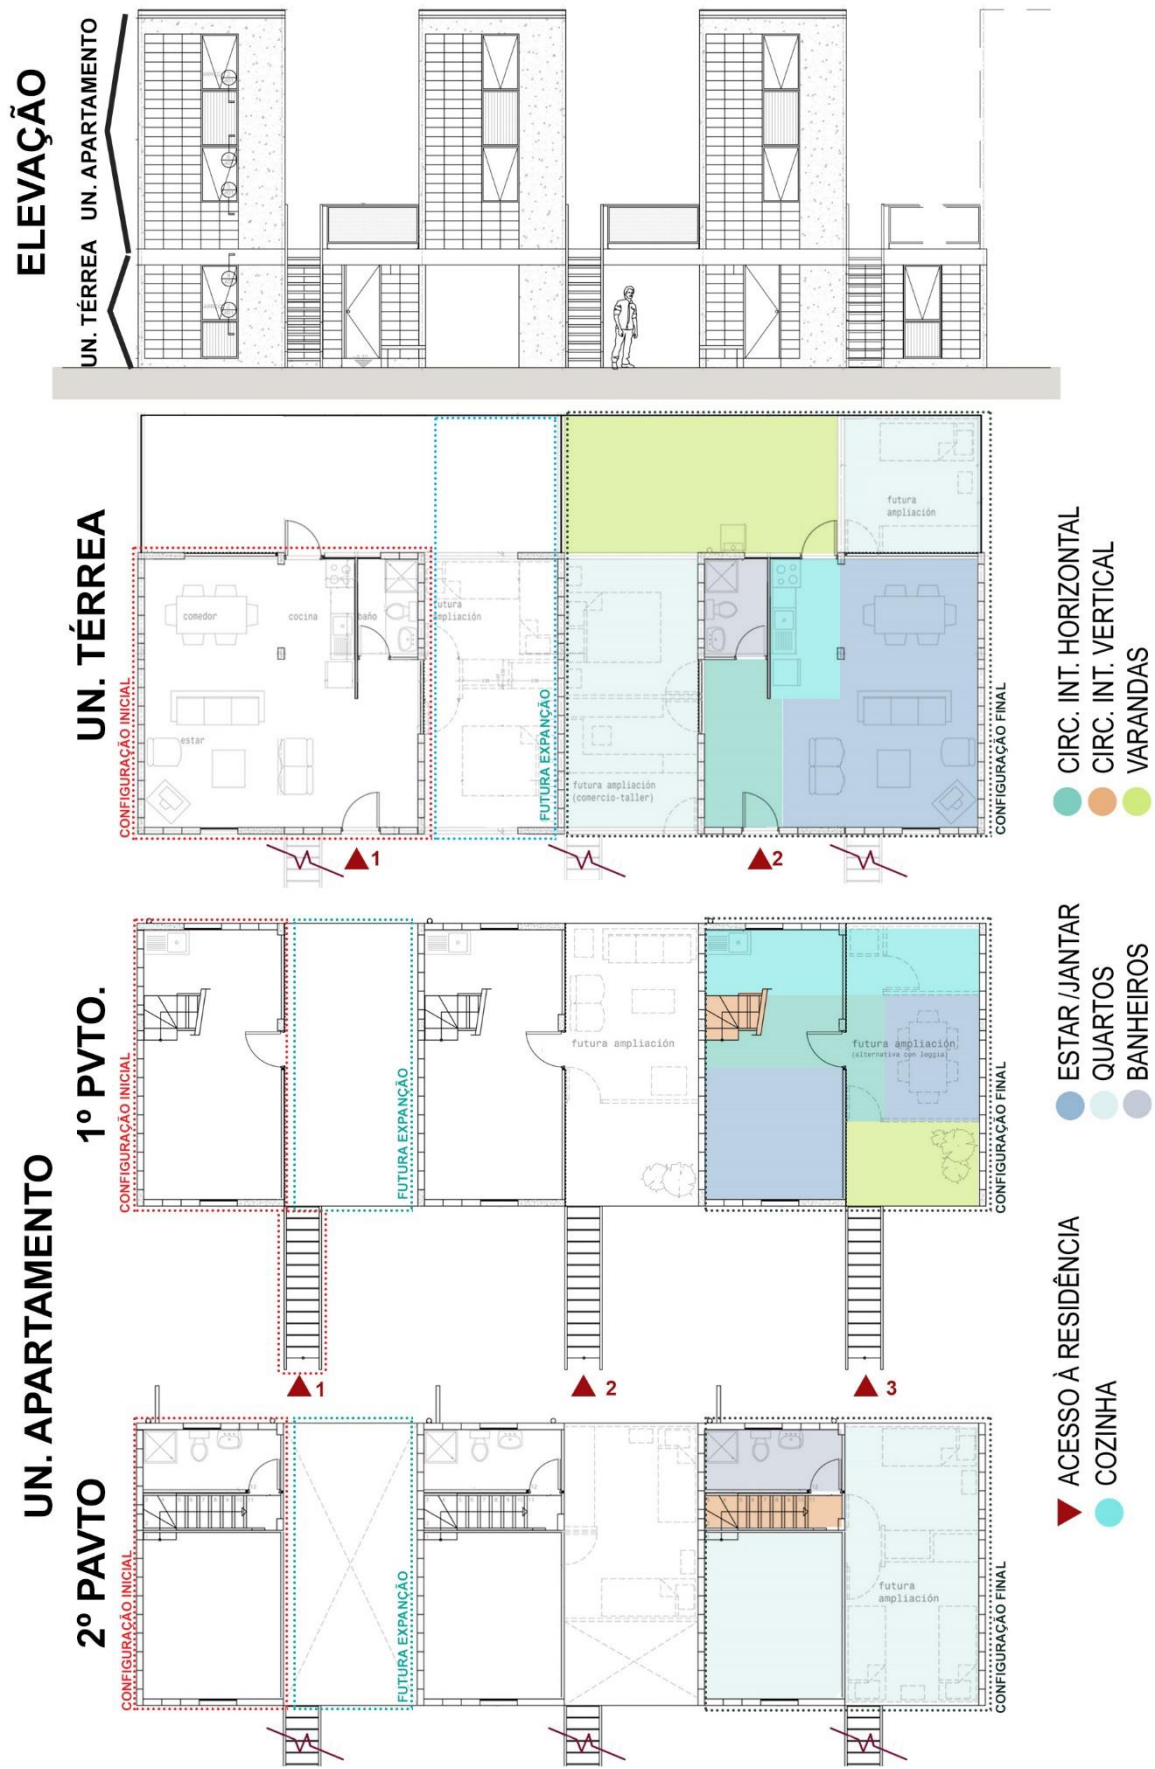 ELEVAÇÃO
UN. TÉRREA
UN. APARTAMENTO
UN. TÉRREA
CONFIGURAÇÃO INICIAL
comedor
cocina
baño
estar
futura
ampliación
FUTURA EXPANÇÃO
futura ampliación
(comercio-taller)
futura
ampliación
CONFIGURAÇÃO FINAL
1
2
UN. APARTAMENTO
1º PVTO.
CONFIGURAÇÃO INICIAL
FUTURA EXPANÇÃO
futura ampliación
futura ampliación
(alternativa con loggia)
CONFIGURAÇÃO FINAL
1
2
3
2º PAVTO
CONFIGURAÇÃO INICIAL
FUTURA EXPANÇÃO
futura
ampliación
CONFIGURAÇÃO FINAL
ACESSO À RESIDÊNCIA
COZINHA
ESTAR /JANTAR
QUARTOS
BANHEIROS
CIRC. INT. HORIZONTAL
CIRC. INT. VERTICAL
VARANDAS